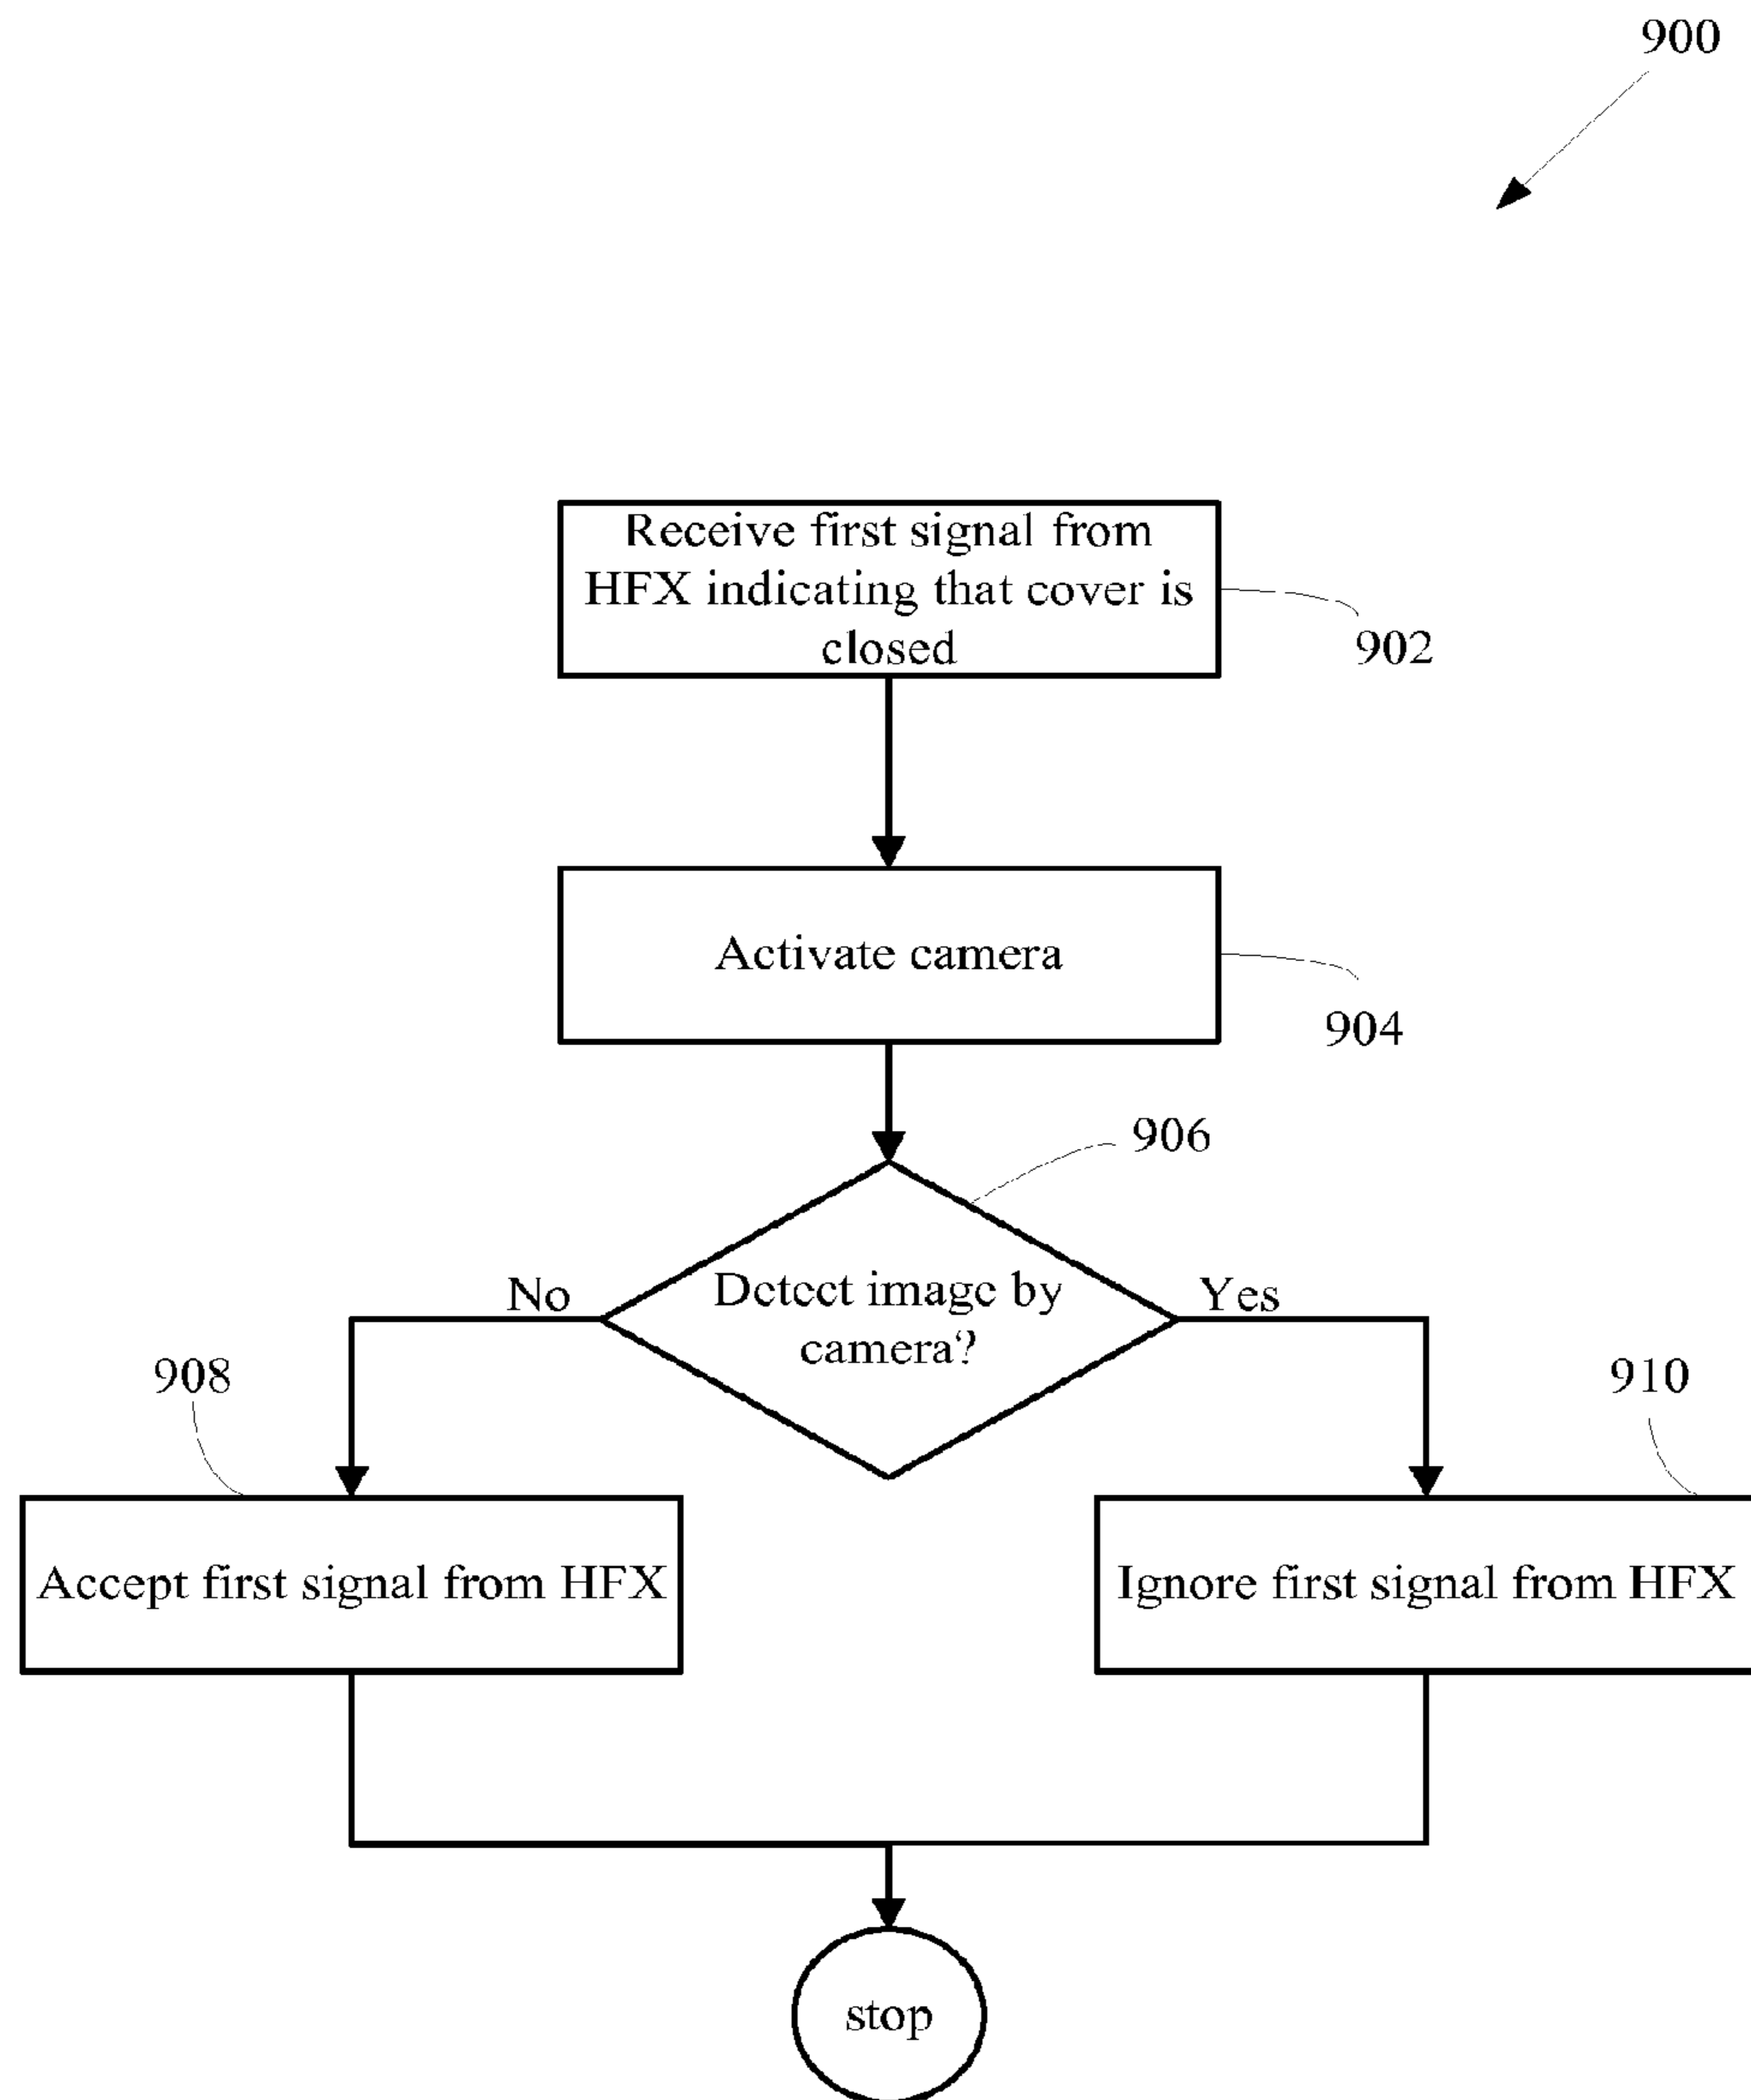 900
Receive first signal from
HFX indicating that cover is
closed
902
Activate camera
904
906
Detect image by
camera?
No
Yes
908
910
Accept first signal from HFX
Ignore first signal from HFX
stop